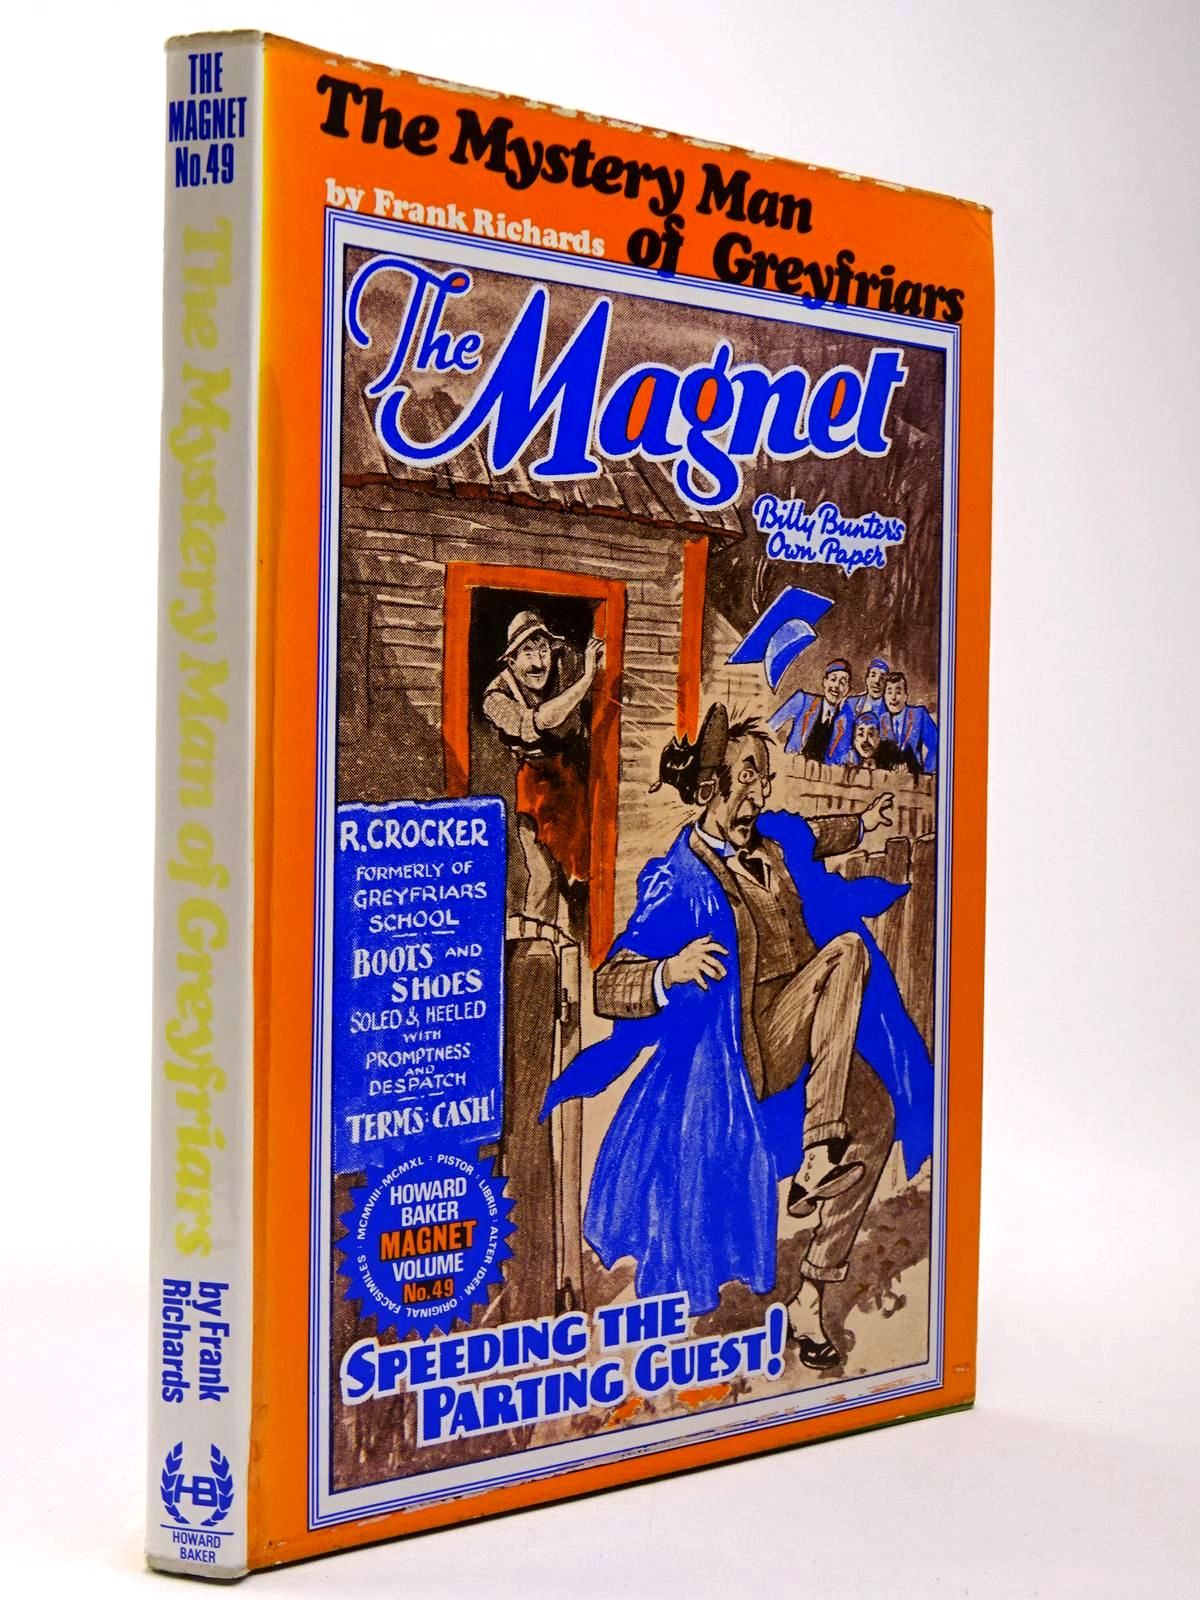 THE
MAGNET
No.49
The Mystery Man of Greyfriars
by Frank
Richards
HB
HOWARD
BAKER
The Mystery Man
of Greyfriars
by Frank Richards
The Magnet
Billy Bunter's
Own Paper
R. CROCKER
FORMERLY OF
GREYFRIARS
SCHOOL
BOOTS AND
SHOES
SOLED & HEELED
WITH
PROMPTNESS
AND
DESPATCH
TERMS: CASH!
HOWARD
BAKER
MAGNET
VOLUME
No.49
MCMVIII-MCMXL : PISTOR : LIBRIS : ALTER IDEM : ORIGINAL FACSIMILES :
SPEEDING THE
PARTING GUEST!